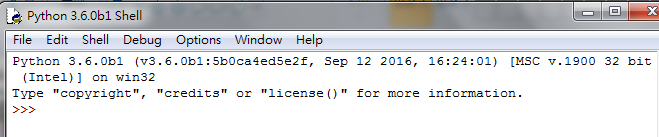 Python 3.6.0b1 Shell
File Edit Shell Debug Options Window Help
Python 3.6.0b1 (v3.6.0b1:5b0ca4ed5e2f, Sep 12 2016, 16:24:01) [MSC v.1900 32 bit
 (Intel)] on win32
Type "copyright", "credits" or "license()" for more information.
>>>